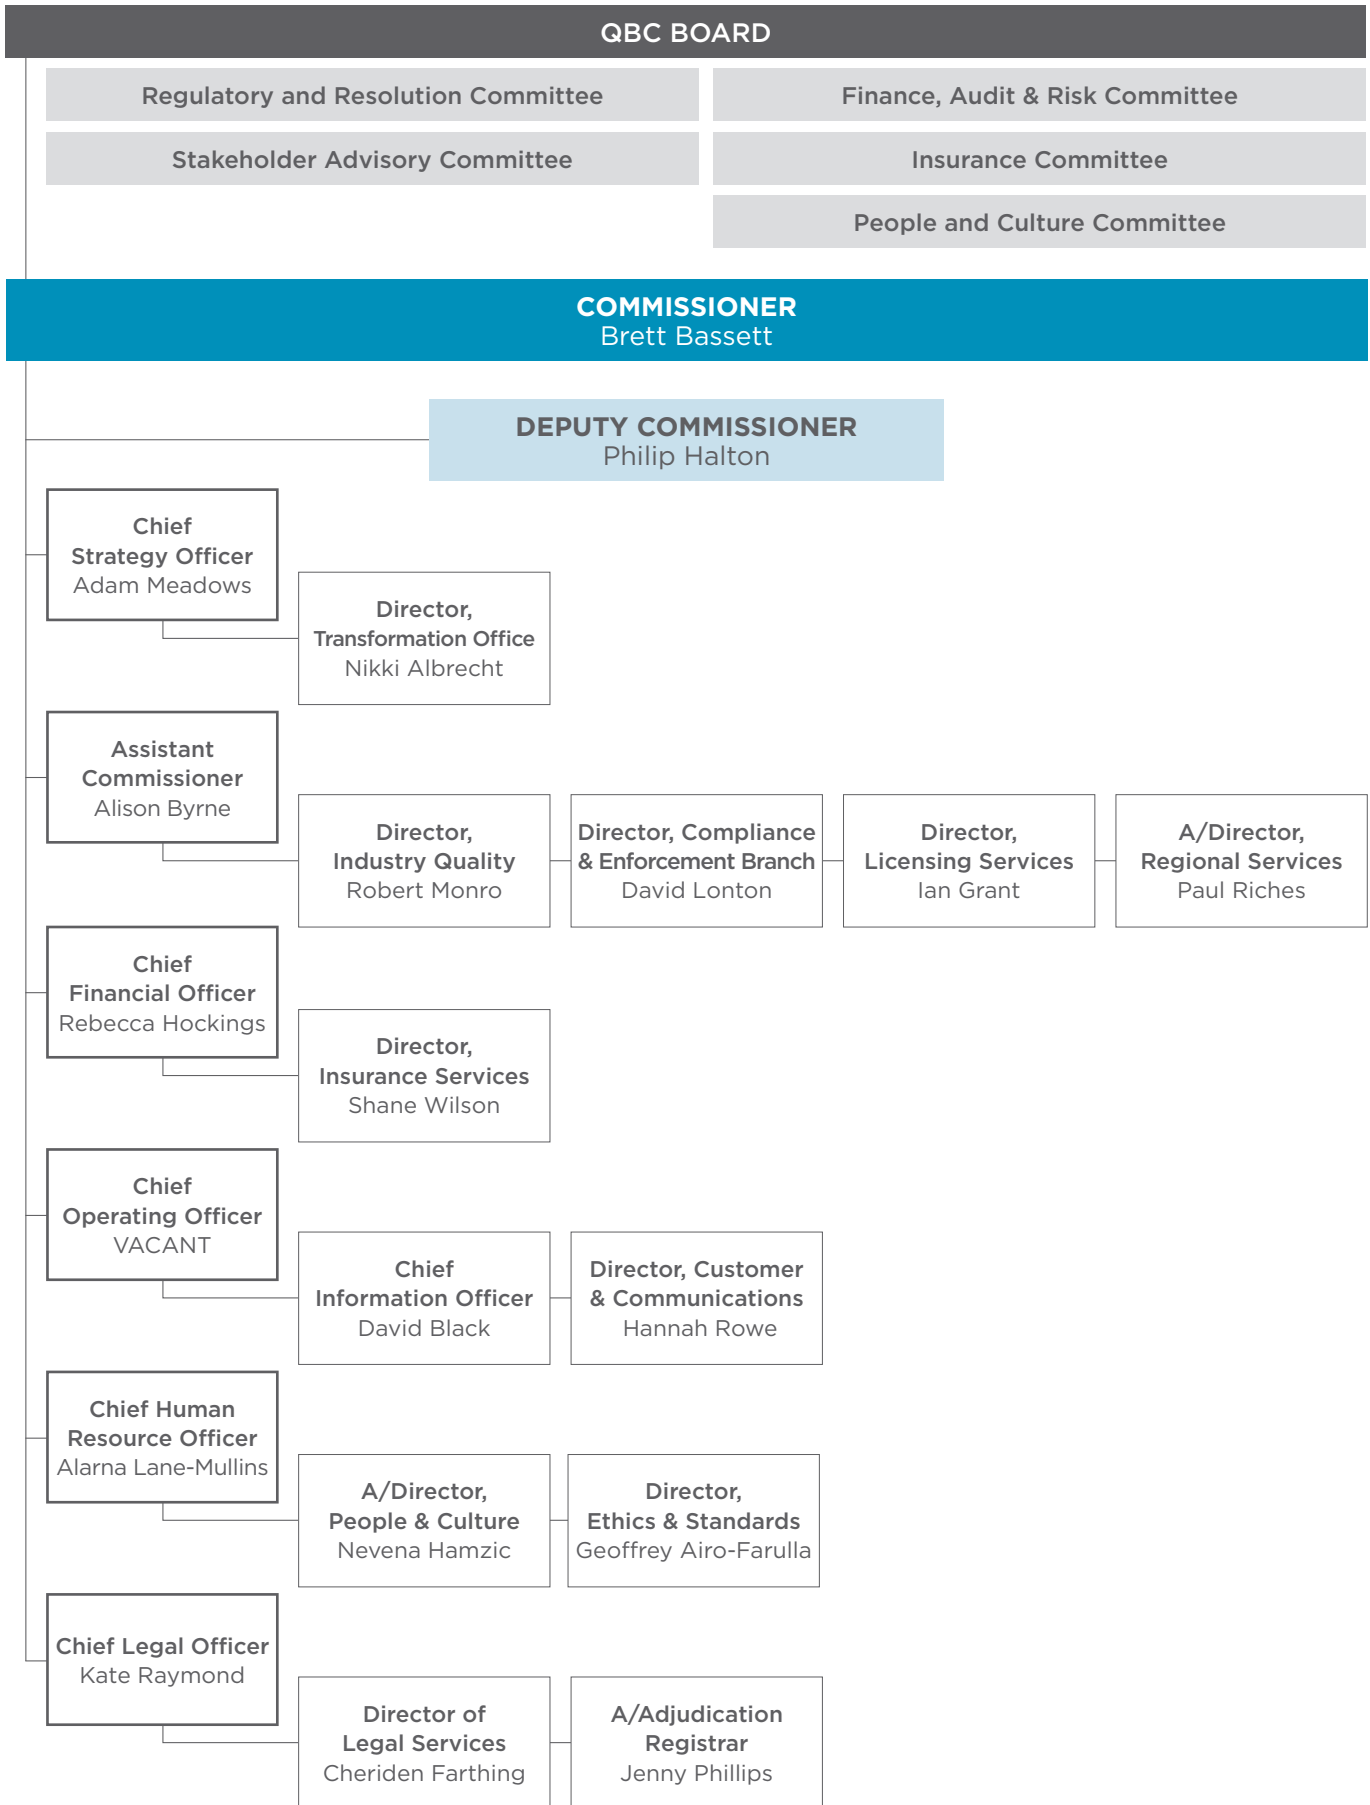 QBC BOARD
Regulatory and Resolution Committee
Finance, Audit & Risk Committee
Stakeholder Advisory Committee
Insurance Committee
People and Culture Committee
COMMISSIONER
Brett Bassett
DEPUTY COMMISSIONER
Philip Halton
Chief
Strategy Officer
Adam Meadows
Director,
Transformation Office
Nikki Albrecht
Assistant
Commissioner
Alison Byrne
Director,
Industry Quality
Robert Monro
Director, Compliance
& Enforcement Branch
David Lonton
Director,
Licensing Services
Ian Grant
A/Director,
Regional Services
Paul Riches
Chief
Financial Officer
Rebecca Hockings
Director,
Insurance Services
Shane Wilson
Chief
Operating Officer
VACANT
Chief
Information Officer
David Black
Director, Customer
& Communications
Hannah Rowe
Chief Human
Resource Officer
Alarna Lane-Mullins
A/Director,
People & Culture
Nevena Hamzic
Director,
Ethics & Standards
Geoffrey Airo-Farulla
Chief Legal Officer
Kate Raymond
Director of
Legal Services
Cheriden Farthing
A/Adjudication
Registrar
Jenny Phillips